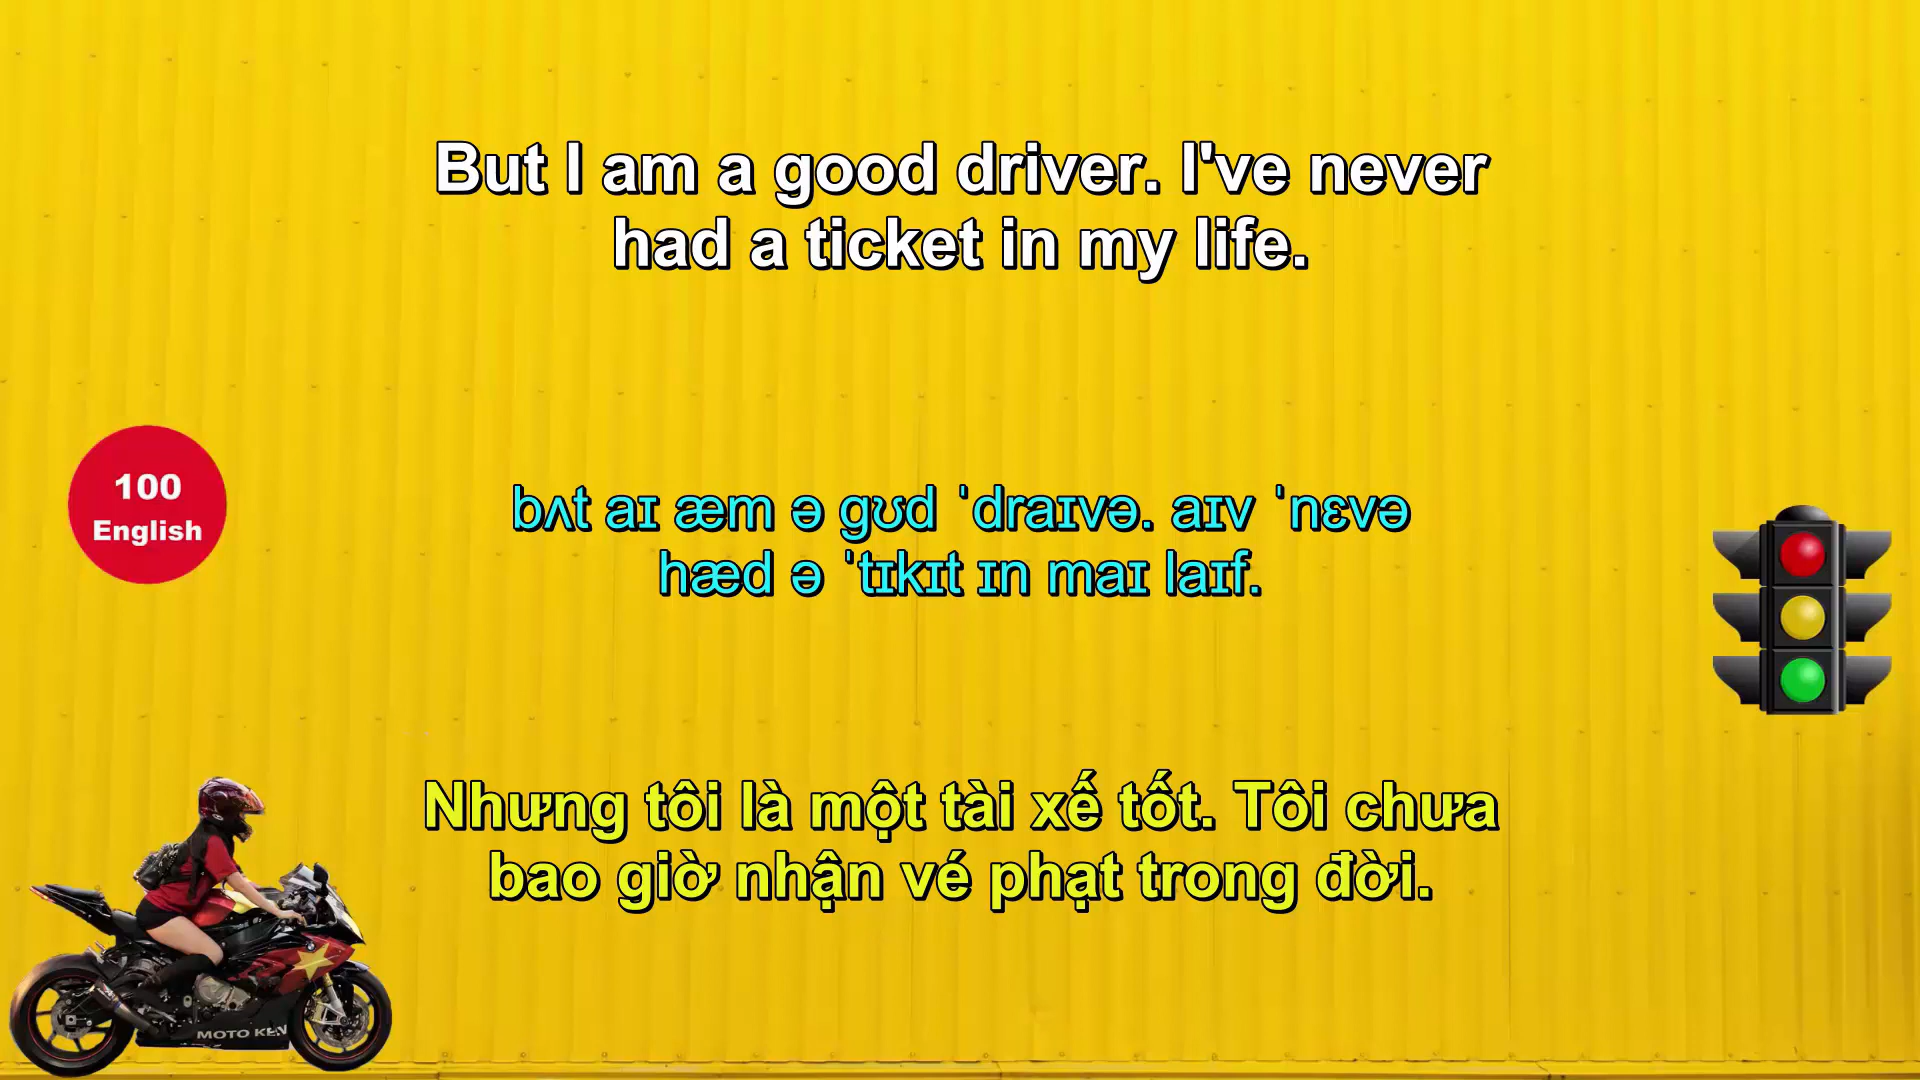 But I am a good driver. I've never
had a ticket in my life.
100
English
bʌt aɪ æm ə gʊd ˈdraɪvə. aɪv ˈnɛvə
hæd ə ˈtɪkɪt ɪn maɪ laɪf.
Nhưng tôi là một tài xế tốt. Tôi chưa
bao giờ nhận vé phạt trong đời.
MOTO KEN